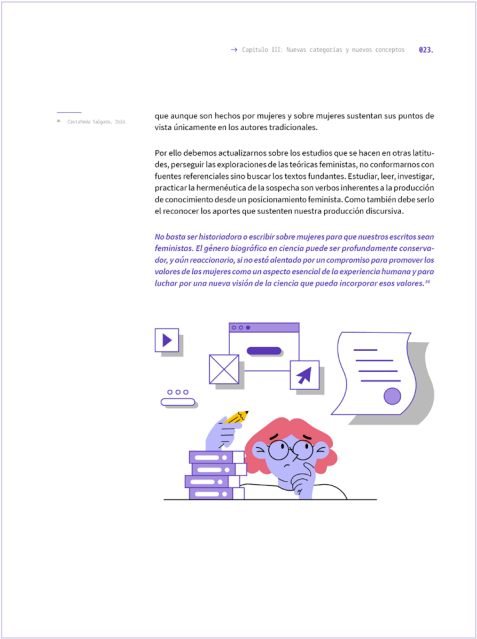 → Capítulo III: Nuevas categorías y nuevos conceptos 023.
que aunque son hechos por mujeres y sobre mujeres sustentan sus puntos de
vista únicamente en los autores tradicionales.
Por ello debemos actualizarnos sobre los estudios que se hacen en otras latitu-
des, perseguir las exploraciones de las teóricas feministas, no conformarnos con
fuentes referenciales sino buscar los textos fundantes. Estudiar, leer, investigar,
practicar la hermenéutica de la sospecha son verbos inherentes a la producción
de conocimiento desde un posicionamiento feminista. Como también debe serlo
el reconocer los aportes que sustenten nuestra producción discursiva.
No basta ser historiadora o escribir sobre mujeres para que nuestros escritos sean
feministas. El género biográfico en ciencia puede ser profundamente conserva-
dor, y aún reaccionario, si no está alentado por un compromiso para promover los
valores de las mujeres como un aspecto esencial de la experiencia humana y para
luchar por una nueva visión de la ciencia que pueda incorporar esos valores.
Castañeda Salgado,